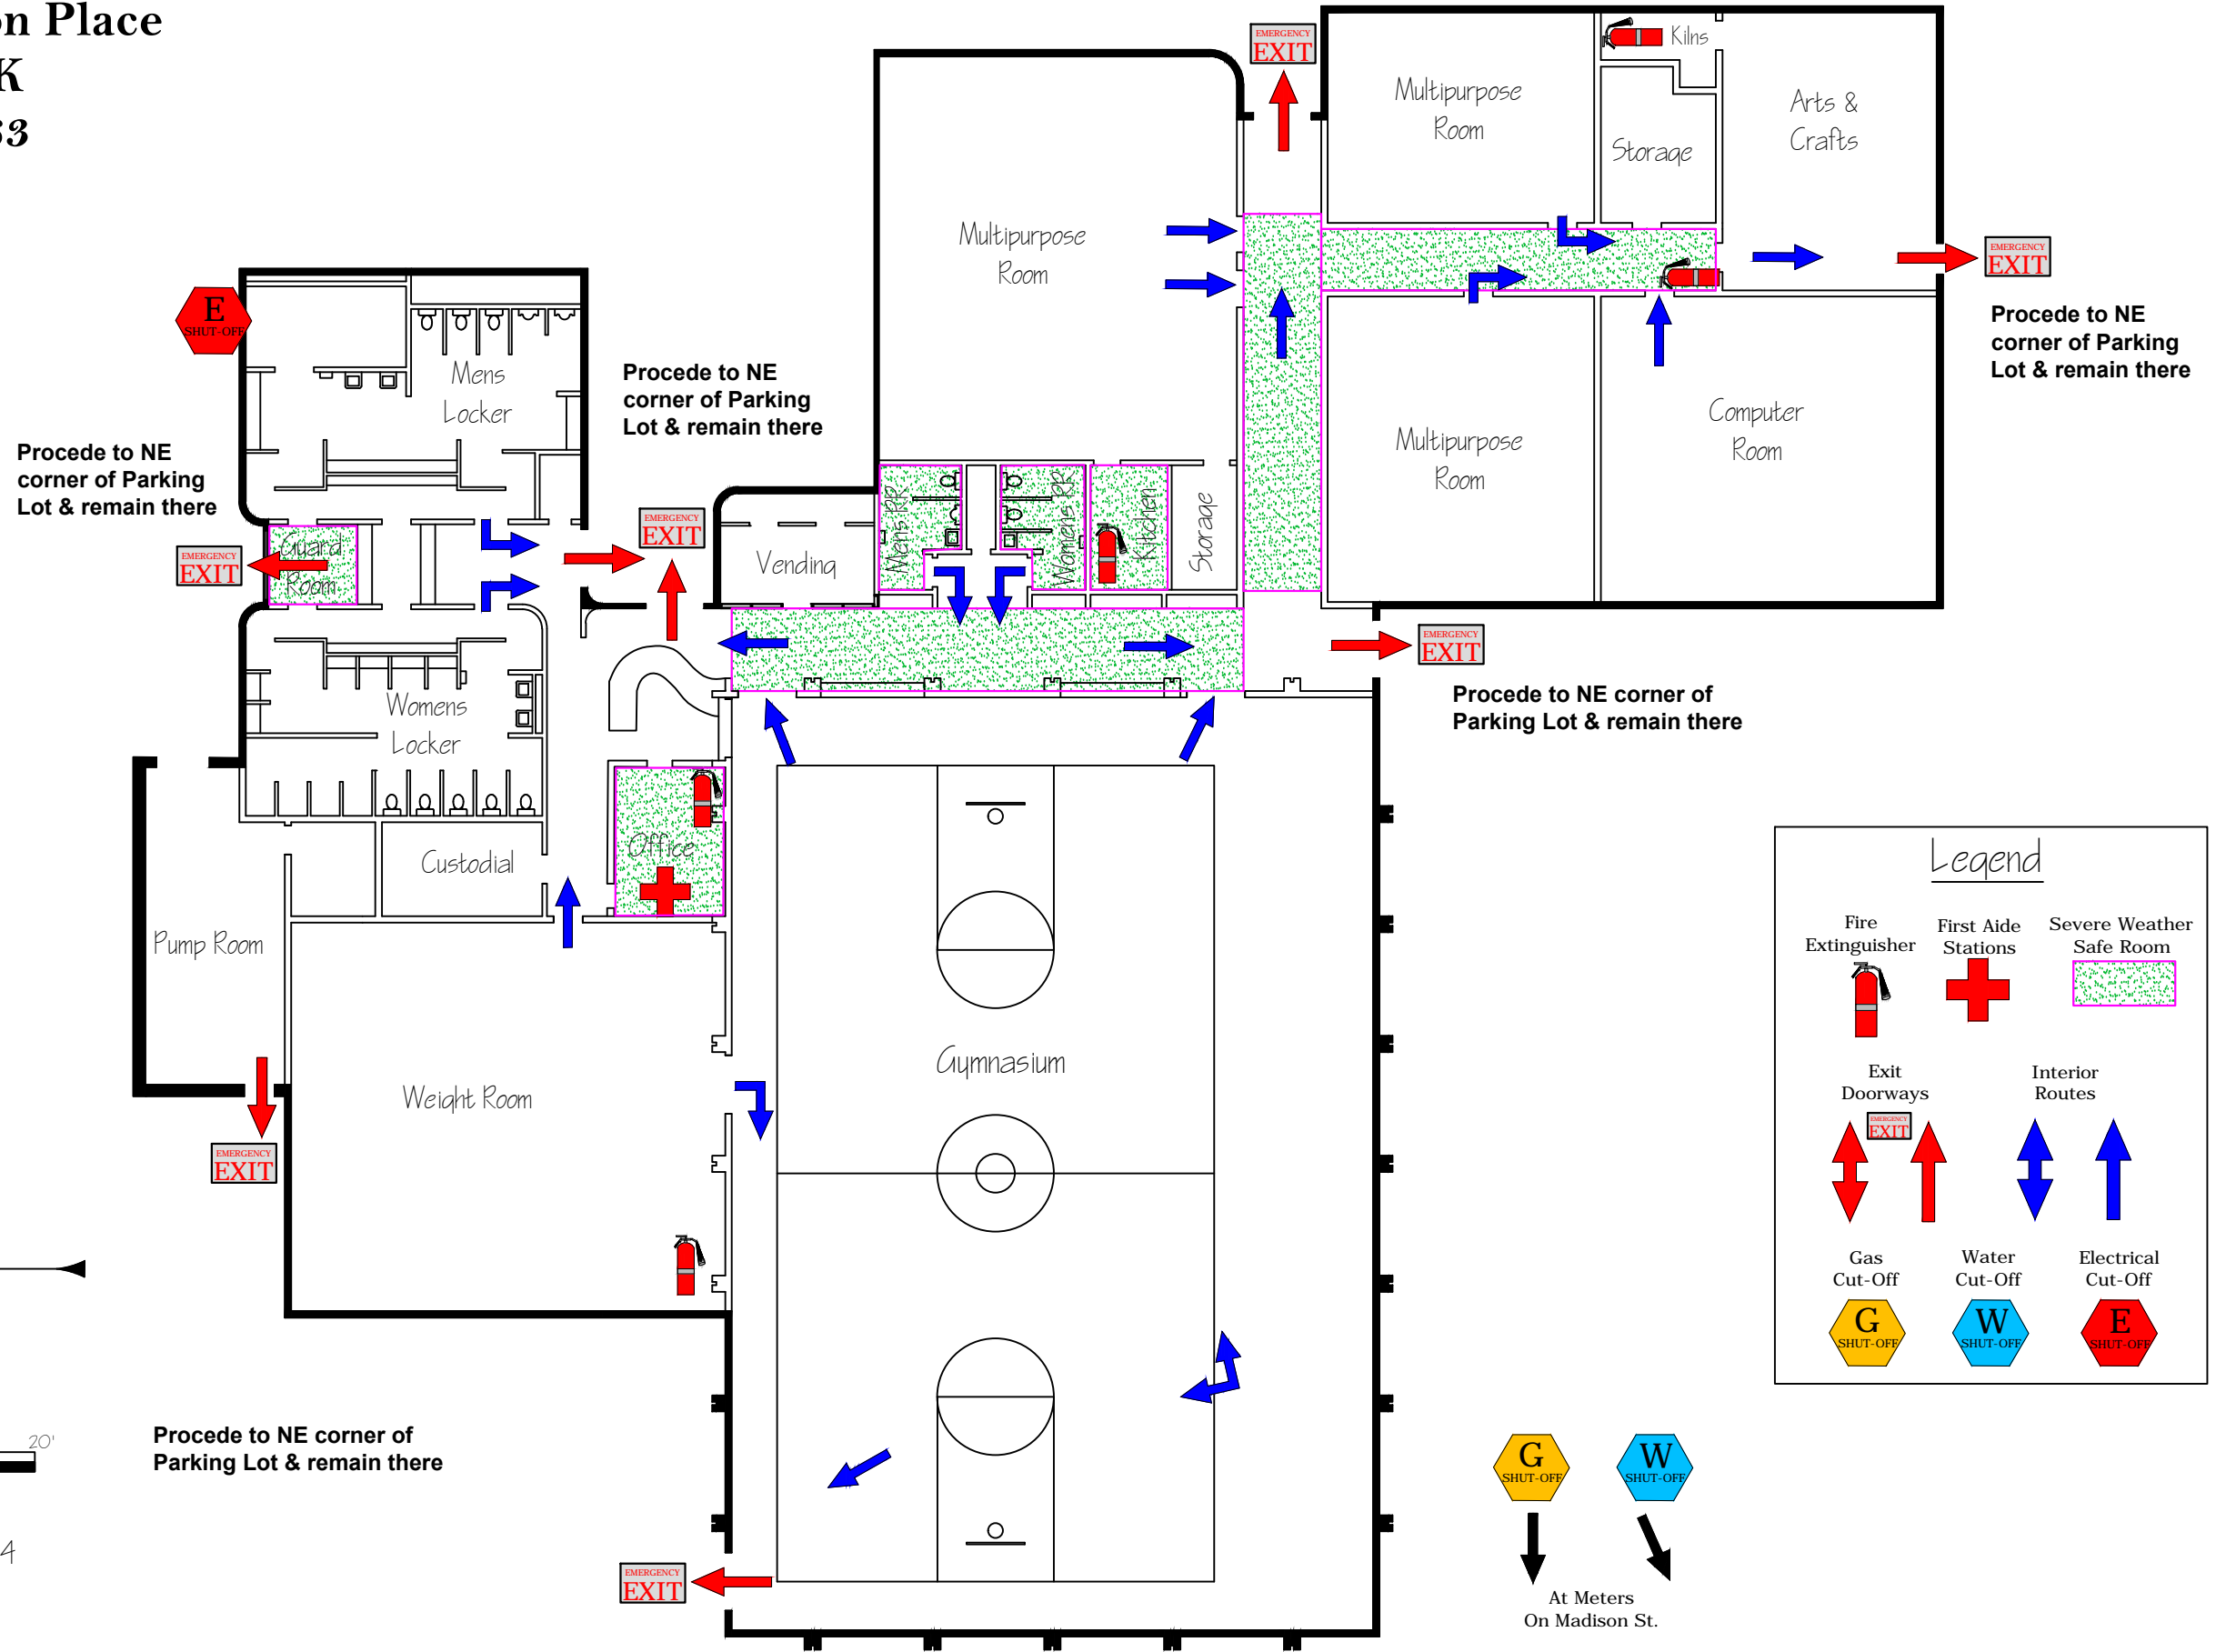 on Place
K
63
EMERGENCY
EXIT
Kilns
Multipurpose
Room
Arts &
Crafts
Storage
Multipurpose
Room
EMERGENCY
EXIT
E
SHUT-OFF
Procede to NE
corner of Parking
Lot & remain there
Mens
Locker
Procede to NE
corner of Parking
Lot & remain there
Multipurpose
Room
Computer
Room
Procede to NE
corner of Parking
Lot & remain there
EMERGENCY
EXIT
Guard
Room
EMERGENCY
EXIT
Vending
Mens RR
Womens RR
Kitchen
Storage
EMERGENCY
EXIT
Procede to NE corner of
Parking Lot & remain there
Womens
Locker
Office
Custodial
Pump Room
Weight Room
Gymnasium
EMERGENCY
EXIT
Legend
Fire
Extinguisher
First Aide
Stations
Severe Weather
Safe Room
Exit
Doorways
EMERGENCY
EXIT
Interior
Routes
Gas
Cut-Off
Water
Cut-Off
Electrical
Cut-Off
G
SHUT-OFF
W
SHUT-OFF
E
SHUT-OFF
20'
Procede to NE corner of
Parking Lot & remain there
4
EMERGENCY
EXIT
G
SHUT-OFF
W
SHUT-OFF
At Meters
On Madison St.